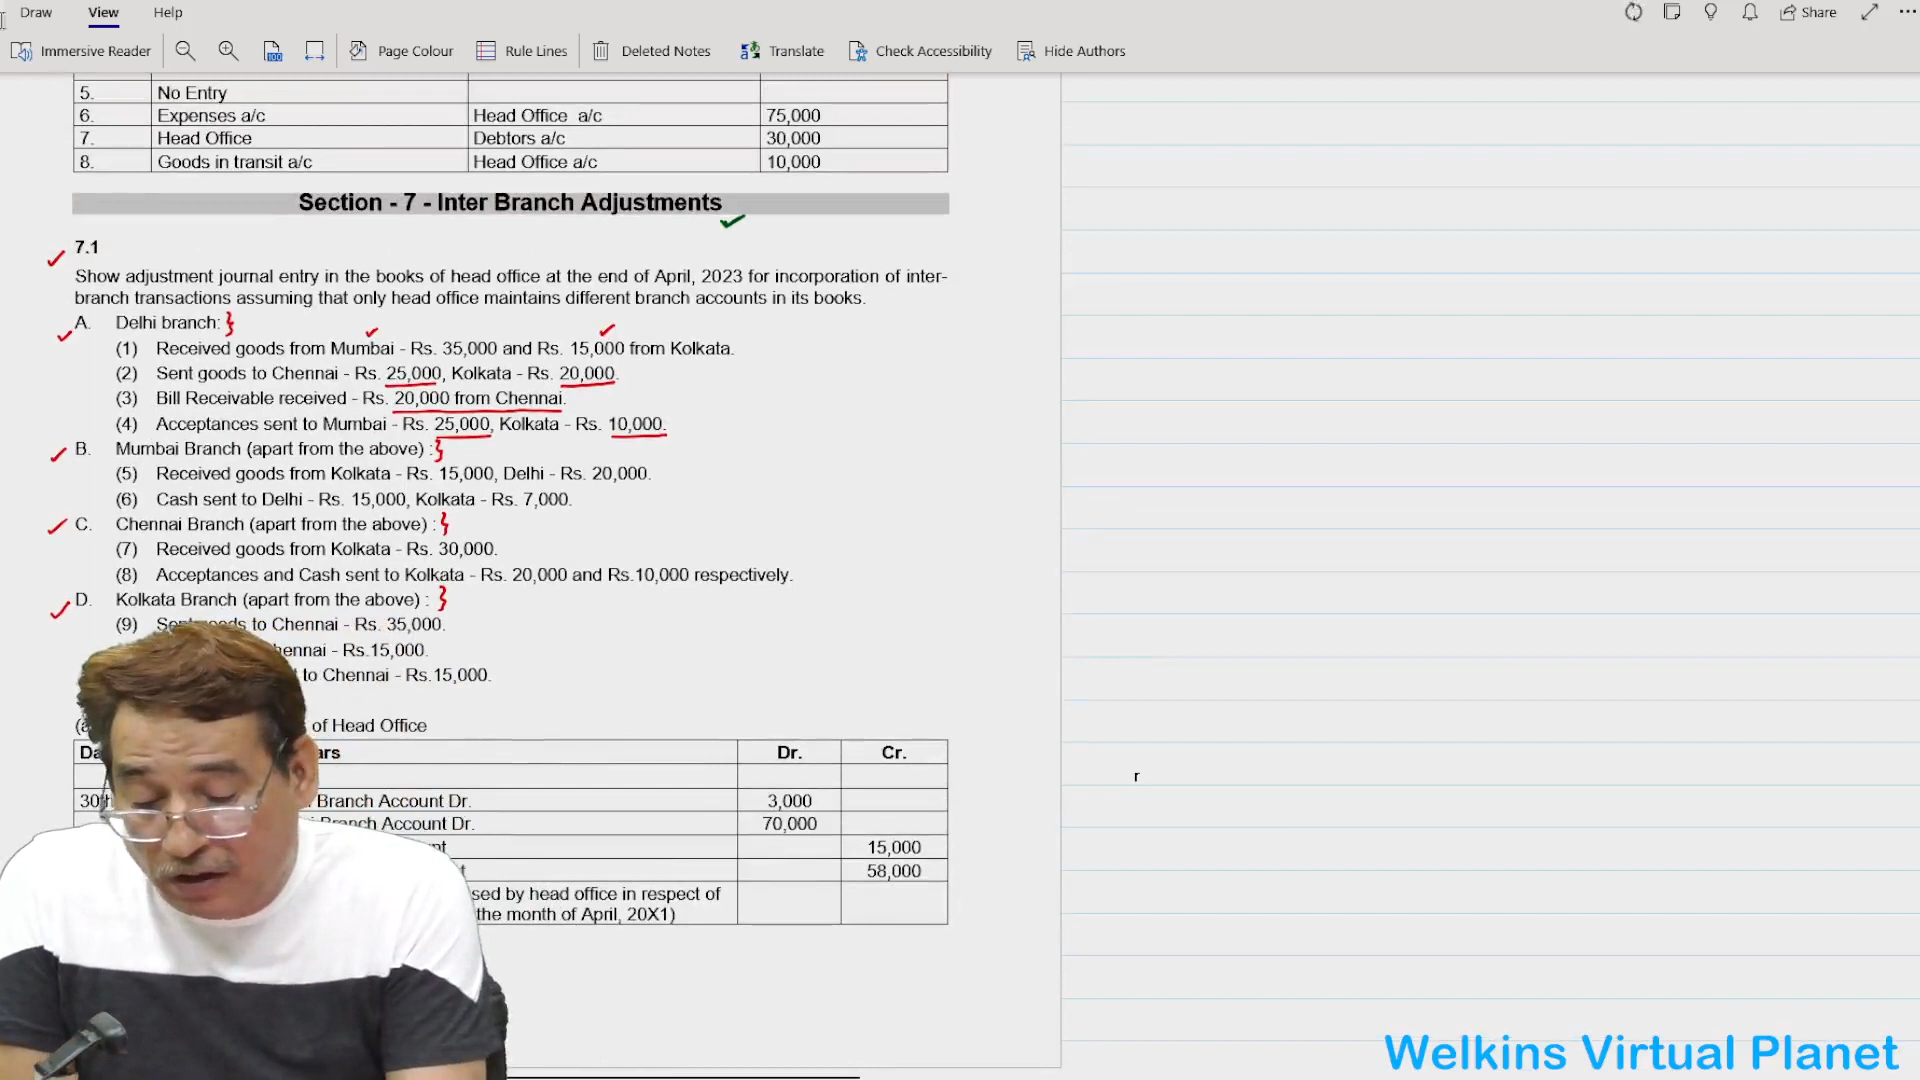 Draw View Help
Share
Immersive Reader Page Colour Rule Lines Deleted Notes Translate Check Accessibility Hide Authors
5. No Entry
6. Expenses a/c Head Office a/c 75,000
7. Head Office Debtors a/c 30,000
8. Goods in transit a/c Head Office a/c 10,000
Section - 7 - Inter Branch Adjustments
7.1
Show adjustment journal entry in the books of head office at the end of April, 2023 for incorporation of inter-
branch transactions assuming that only head office maintains different branch accounts in its books.
A. Delhi branch:
(1) Received goods from Mumbai - Rs. 35,000 and Rs. 15,000 from Kolkata.
(2) Sent goods to Chennai - Rs. 25,000, Kolkata - Rs. 20,000.
(3) Bill Receivable received - Rs. 20,000 from Chennai.
(4) Acceptances sent to Mumbai - Rs. 25,000, Kolkata - Rs. 10,000.
B. Mumbai Branch (apart from the above) :
(5) Received goods from Kolkata - Rs. 15,000, Delhi - Rs. 20,000.
(6) Cash sent to Delhi - Rs. 15,000, Kolkata - Rs. 7,000.
C. Chennai Branch (apart from the above) :
(7) Received goods from Kolkata - Rs. 30,000.
(8) Acceptances and Cash sent to Kolkata - Rs. 20,000 and Rs.10,000 respectively.
D. Kolkata Branch (apart from the above) :
(9) to Chennai - Rs. 35,000.
- Rs.15,000.
to Chennai - Rs.15,000.
of Head Office
Dr. Cr.
Branch Account Dr. 3,000
Branch Account Dr. 70,000
15,000
58,000
by head office in respect of
the month of April, 20X1)
r
Welkins Virtual Planet